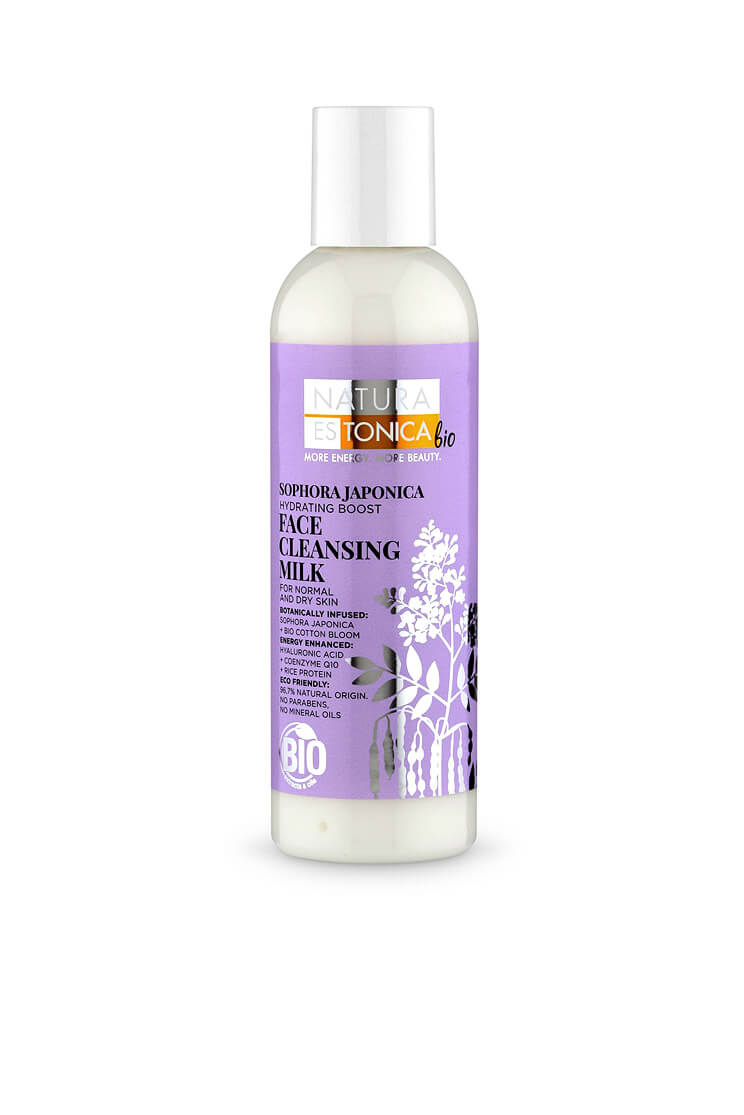 NATURA
ESTONICA bio
MORE ENERGY. MORE BEAUTY.
SOPHORA JAPONICA
HYDRATING BOOST
FACE
CLEANSING
MILK
FOR NORMAL
AND DRY SKIN
BOTANICALLY INFUSED:
SOPHORA JAPONICA
+ BIO COTTON BLOOM
ENERGY ENHANCED:
HYALURONIC ACID
+ COENZYME Q10
+ RICE PROTEIN
ECO FRIENDLY:
96,7% NATURAL ORIGIN.
NO PARABENS,
NO MINERAL OILS
BIO